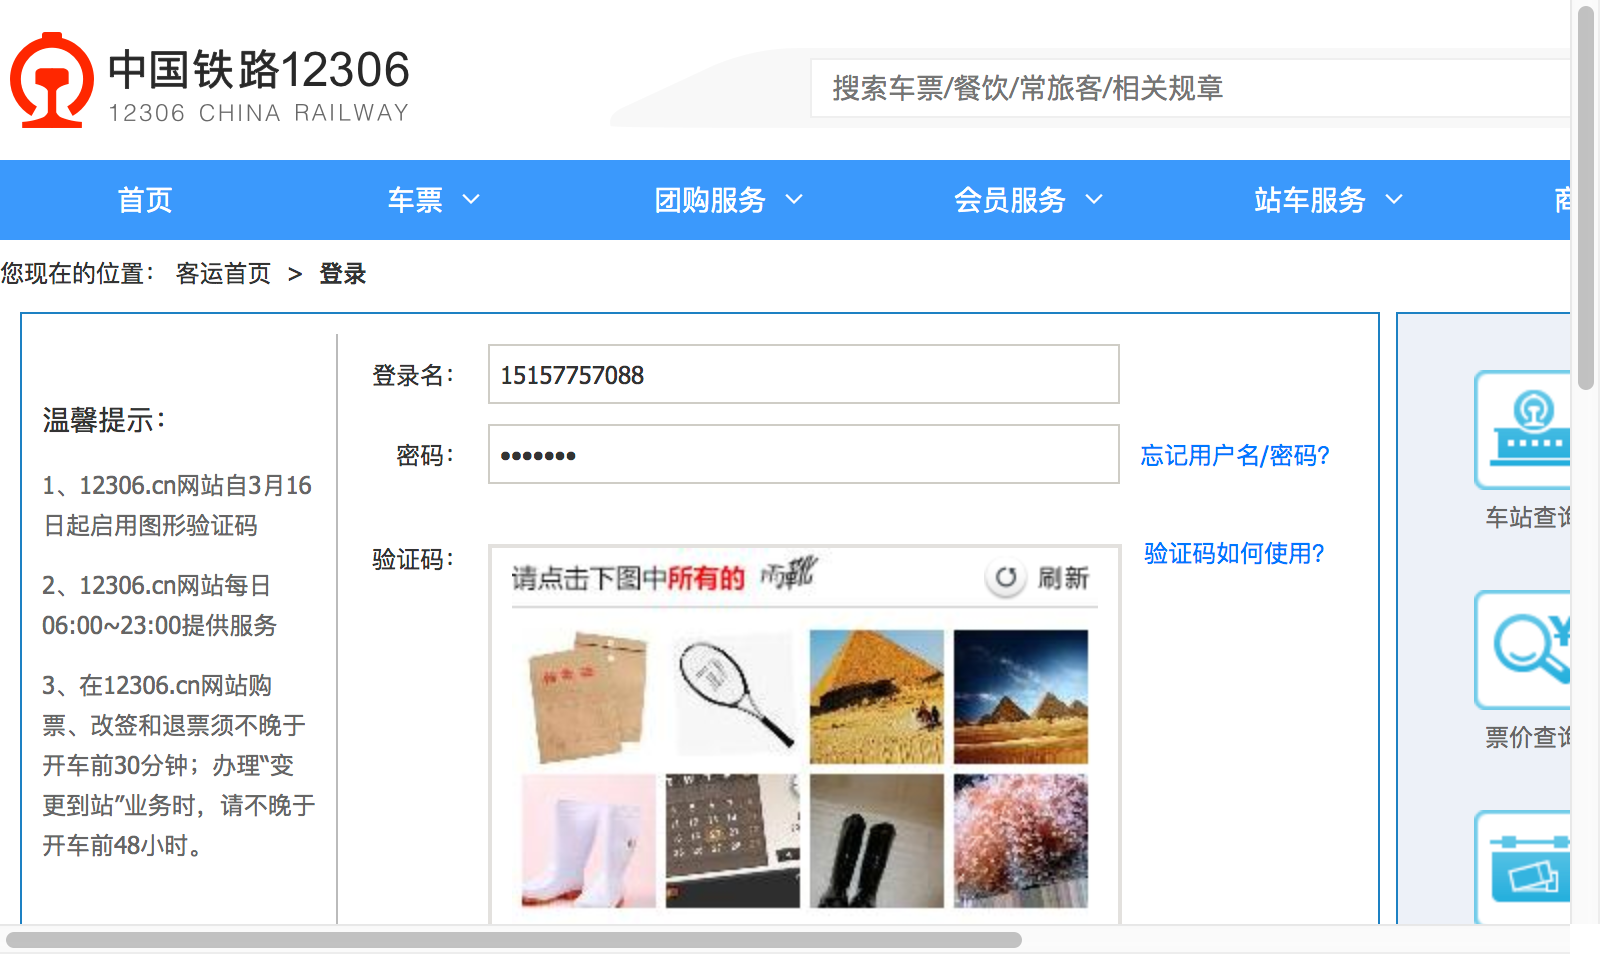 中国铁路12306
12306 CHINA RAILWAY
搜索车票/餐饮/常旅客/相关规章
首页 车票 团购服务 会员服务 站车服务 商
您现在的位置： 客运首页 > 登录
温馨提示：
1、12306.cn网站自3月16
日起启用图形验证码
2、12306.cn网站每日
06:00~23:00提供服务
3、在12306.cn网站购
票、改签和退票须不晚于
开车前30分钟；办理“变
更到站”业务时，请不晚于
开车前48小时。
登录名： 15157757088
密码： •••••••
忘记用户名/密码?
验证码：
请点击下图中所有的 雨靴
刷新
验证码如何使用?
车站查询
票价查询